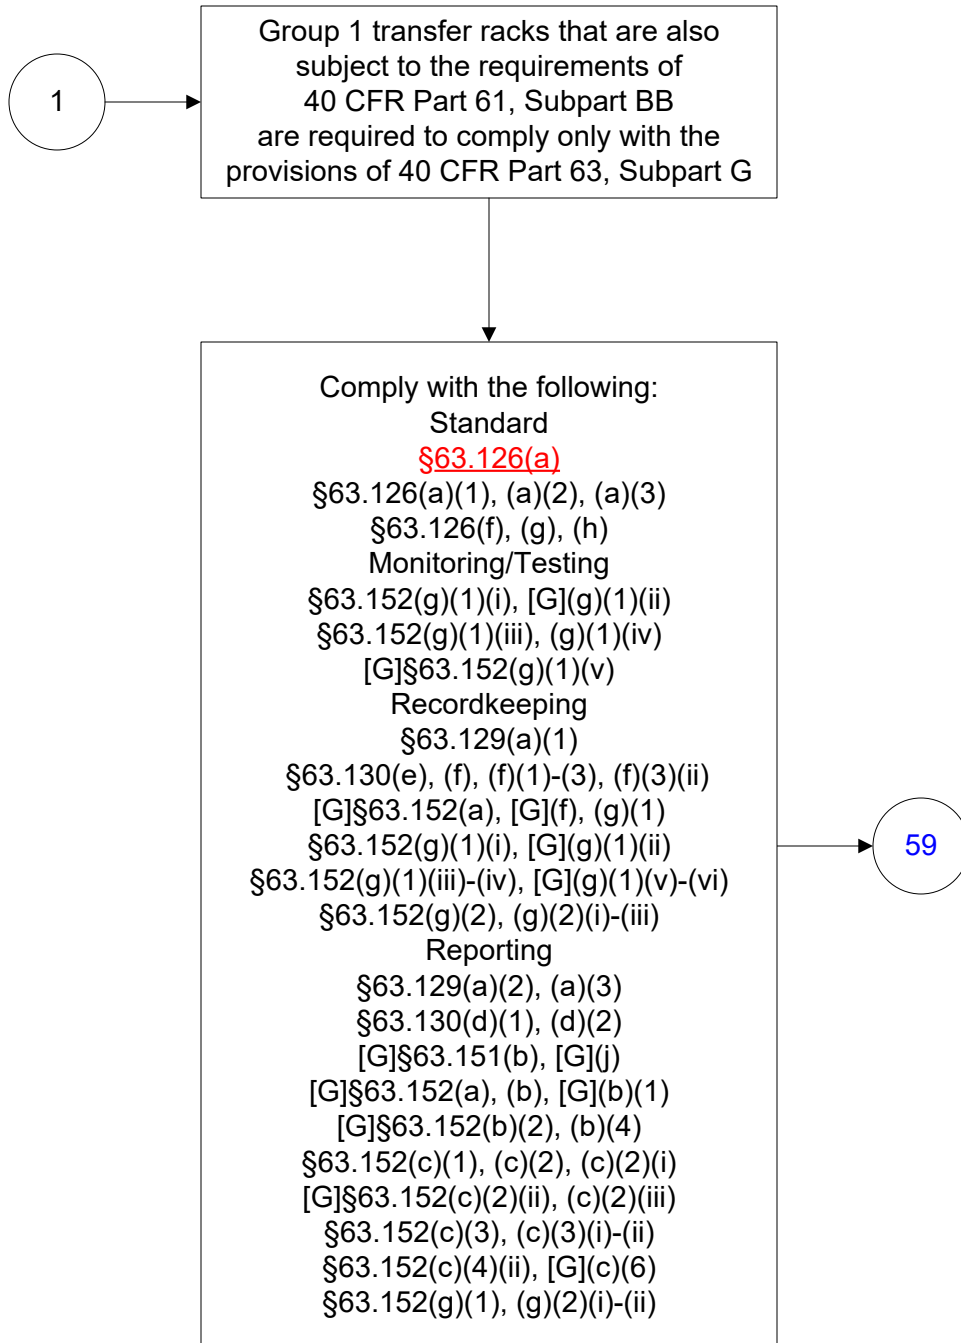 1
Group 1 transfer racks that are also
subject to the requirements of
40 CFR Part 61, Subpart BB
are required to comply only with the
provisions of 40 CFR Part 63, Subpart G
Comply with the following:
Standard
§63.126(a)
§63.126(a)(1), (a)(2), (a)(3)
§63.126(f), (g), (h)
Monitoring/Testing
§63.152(g)(1)(i), [G](g)(1)(ii)
§63.152(g)(1)(iii), (g)(1)(iv)
[G]§63.152(g)(1)(v)
Recordkeeping
§63.129(a)(1)
§63.130(e), (f), (f)(1)-(3), (f)(3)(ii)
[G]§63.152(a), [G](f), (g)(1)
§63.152(g)(1)(i), [G](g)(1)(ii)
§63.152(g)(1)(iii)-(iv), [G](g)(1)(v)-(vi)
§63.152(g)(2), (g)(2)(i)-(iii)
Reporting
§63.129(a)(2), (a)(3)
§63.130(d)(1), (d)(2)
[G]§63.151(b), [G](j)
[G]§63.152(a), (b), [G](b)(1)
[G]§63.152(b)(2), (b)(4)
§63.152(c)(1), (c)(2), (c)(2)(i)
[G]§63.152(c)(2)(ii), (c)(2)(iii)
§63.152(c)(3), (c)(3)(i)-(ii)
§63.152(c)(4)(ii), [G](c)(6)
§63.152(g)(1), (g)(2)(i)-(ii)
59